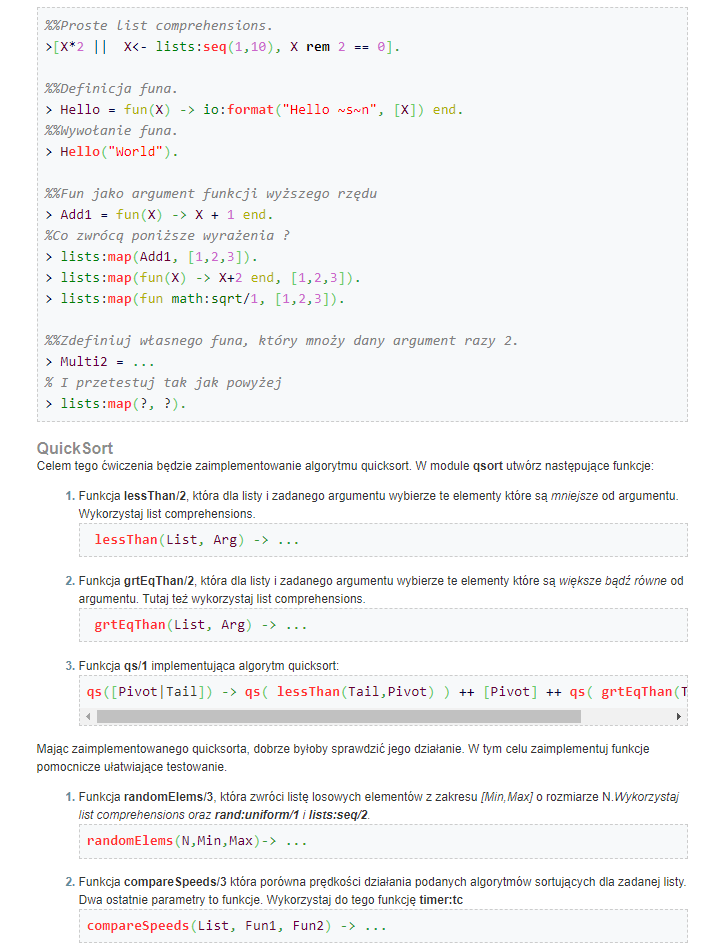 %%Proste list comprehensions.
>[X*2 ||  X<- lists:seq(1,10), X rem 2 == 0].
%%Definicja funa.
> Hello = fun(X) -> io:format("Hello ~s~n", [X]) end.
%%Wywołanie funa.
> Hello("World").
%%Fun jako argument funkcji wyższego rzędu
> Add1 = fun(X) -> X + 1 end.
%Co zwrócą poniższe wyrażenia ?
> lists:map(Add1, [1,2,3]).
> lists:map(fun(X) -> X+2 end, [1,2,3]).
> lists:map(fun math:sqrt/1, [1,2,3]).
%%Zdefiniuj własnego funa, który mnoży dany argument razy 2.
> Multi2 = ...
% I przetestuj tak jak powyżej
> lists:map(?, ?).
QuickSort
Celem tego ćwiczenia będzie zaimplementowanie algorytmu quicksort. W module qsort utwórz następujące funkcje:
1. Funkcja lessThan/2, która dla listy i zadanego argumentu wybierze te elementy które są mniejsze od argumentu.
Wykorzystaj list comprehensions.
lessThan(List, Arg) -> ...
2. Funkcja grtEqThan/2, która dla listy i zadanego argumentu wybierze te elementy które są większe bądź równe od
argumentu. Tutaj też wykorzystaj list comprehensions.
grtEqThan(List, Arg) -> ...
3. Funkcja qs/1 implementująca algorytm quicksort:
qs([Pivot|Tail]) -> qs( lessThan(Tail,Pivot) ) ++ [Pivot] ++ qs( grtEqThan(T
Mając zaimplementowanego quicksorta, dobrze byłoby sprawdzić jego działanie. W tym celu zaimplementuj funkcje
pomocnicze ułatwiające testowanie.
1. Funkcja randomElems/3, która zwróci listę losowych elementów z zakresu [Min,Max] o rozmiarze N.Wykorzystaj
list comprehensions oraz rand:uniform/1 i lists:seq/2.
randomElems(N,Min,Max)-> ...
2. Funkcja compareSpeeds/3 która porówna prędkości działania podanych algorytmów sortujących dla zadanej listy.
Dwa ostatnie parametry to funkcje. Wykorzystaj do tego funkcję timer:tc
compareSpeeds(List, Fun1, Fun2) -> ...